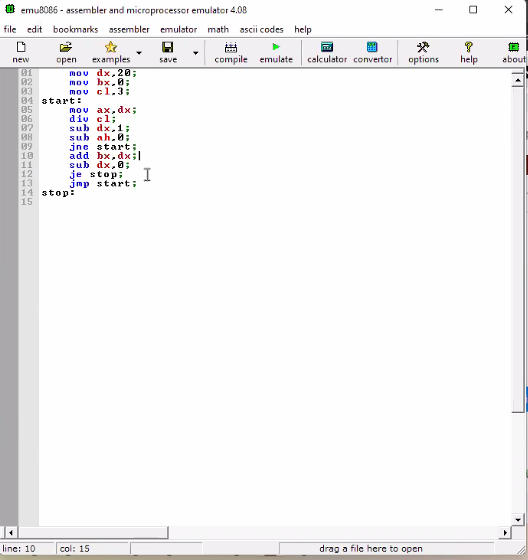 emu8086 - assembler and microprocessor emulator 4.08
file edit bookmarks assembler emulator math ascii codes help
new open examples save compile emulate calculator convertor options help about
01 mov dx,20;
02 mov bx,0;
03 mov cl,3;
04 start:
05 mov ax,dx;
06 div cl;
07 sub dx,1;
08 sub ah,0;
09 jne start;
10 add bx,dx;
11 sub dx,0;
12 je stop;
13 jmp start;
14 stop:
15
line: 10 col: 15 drag a file here to open